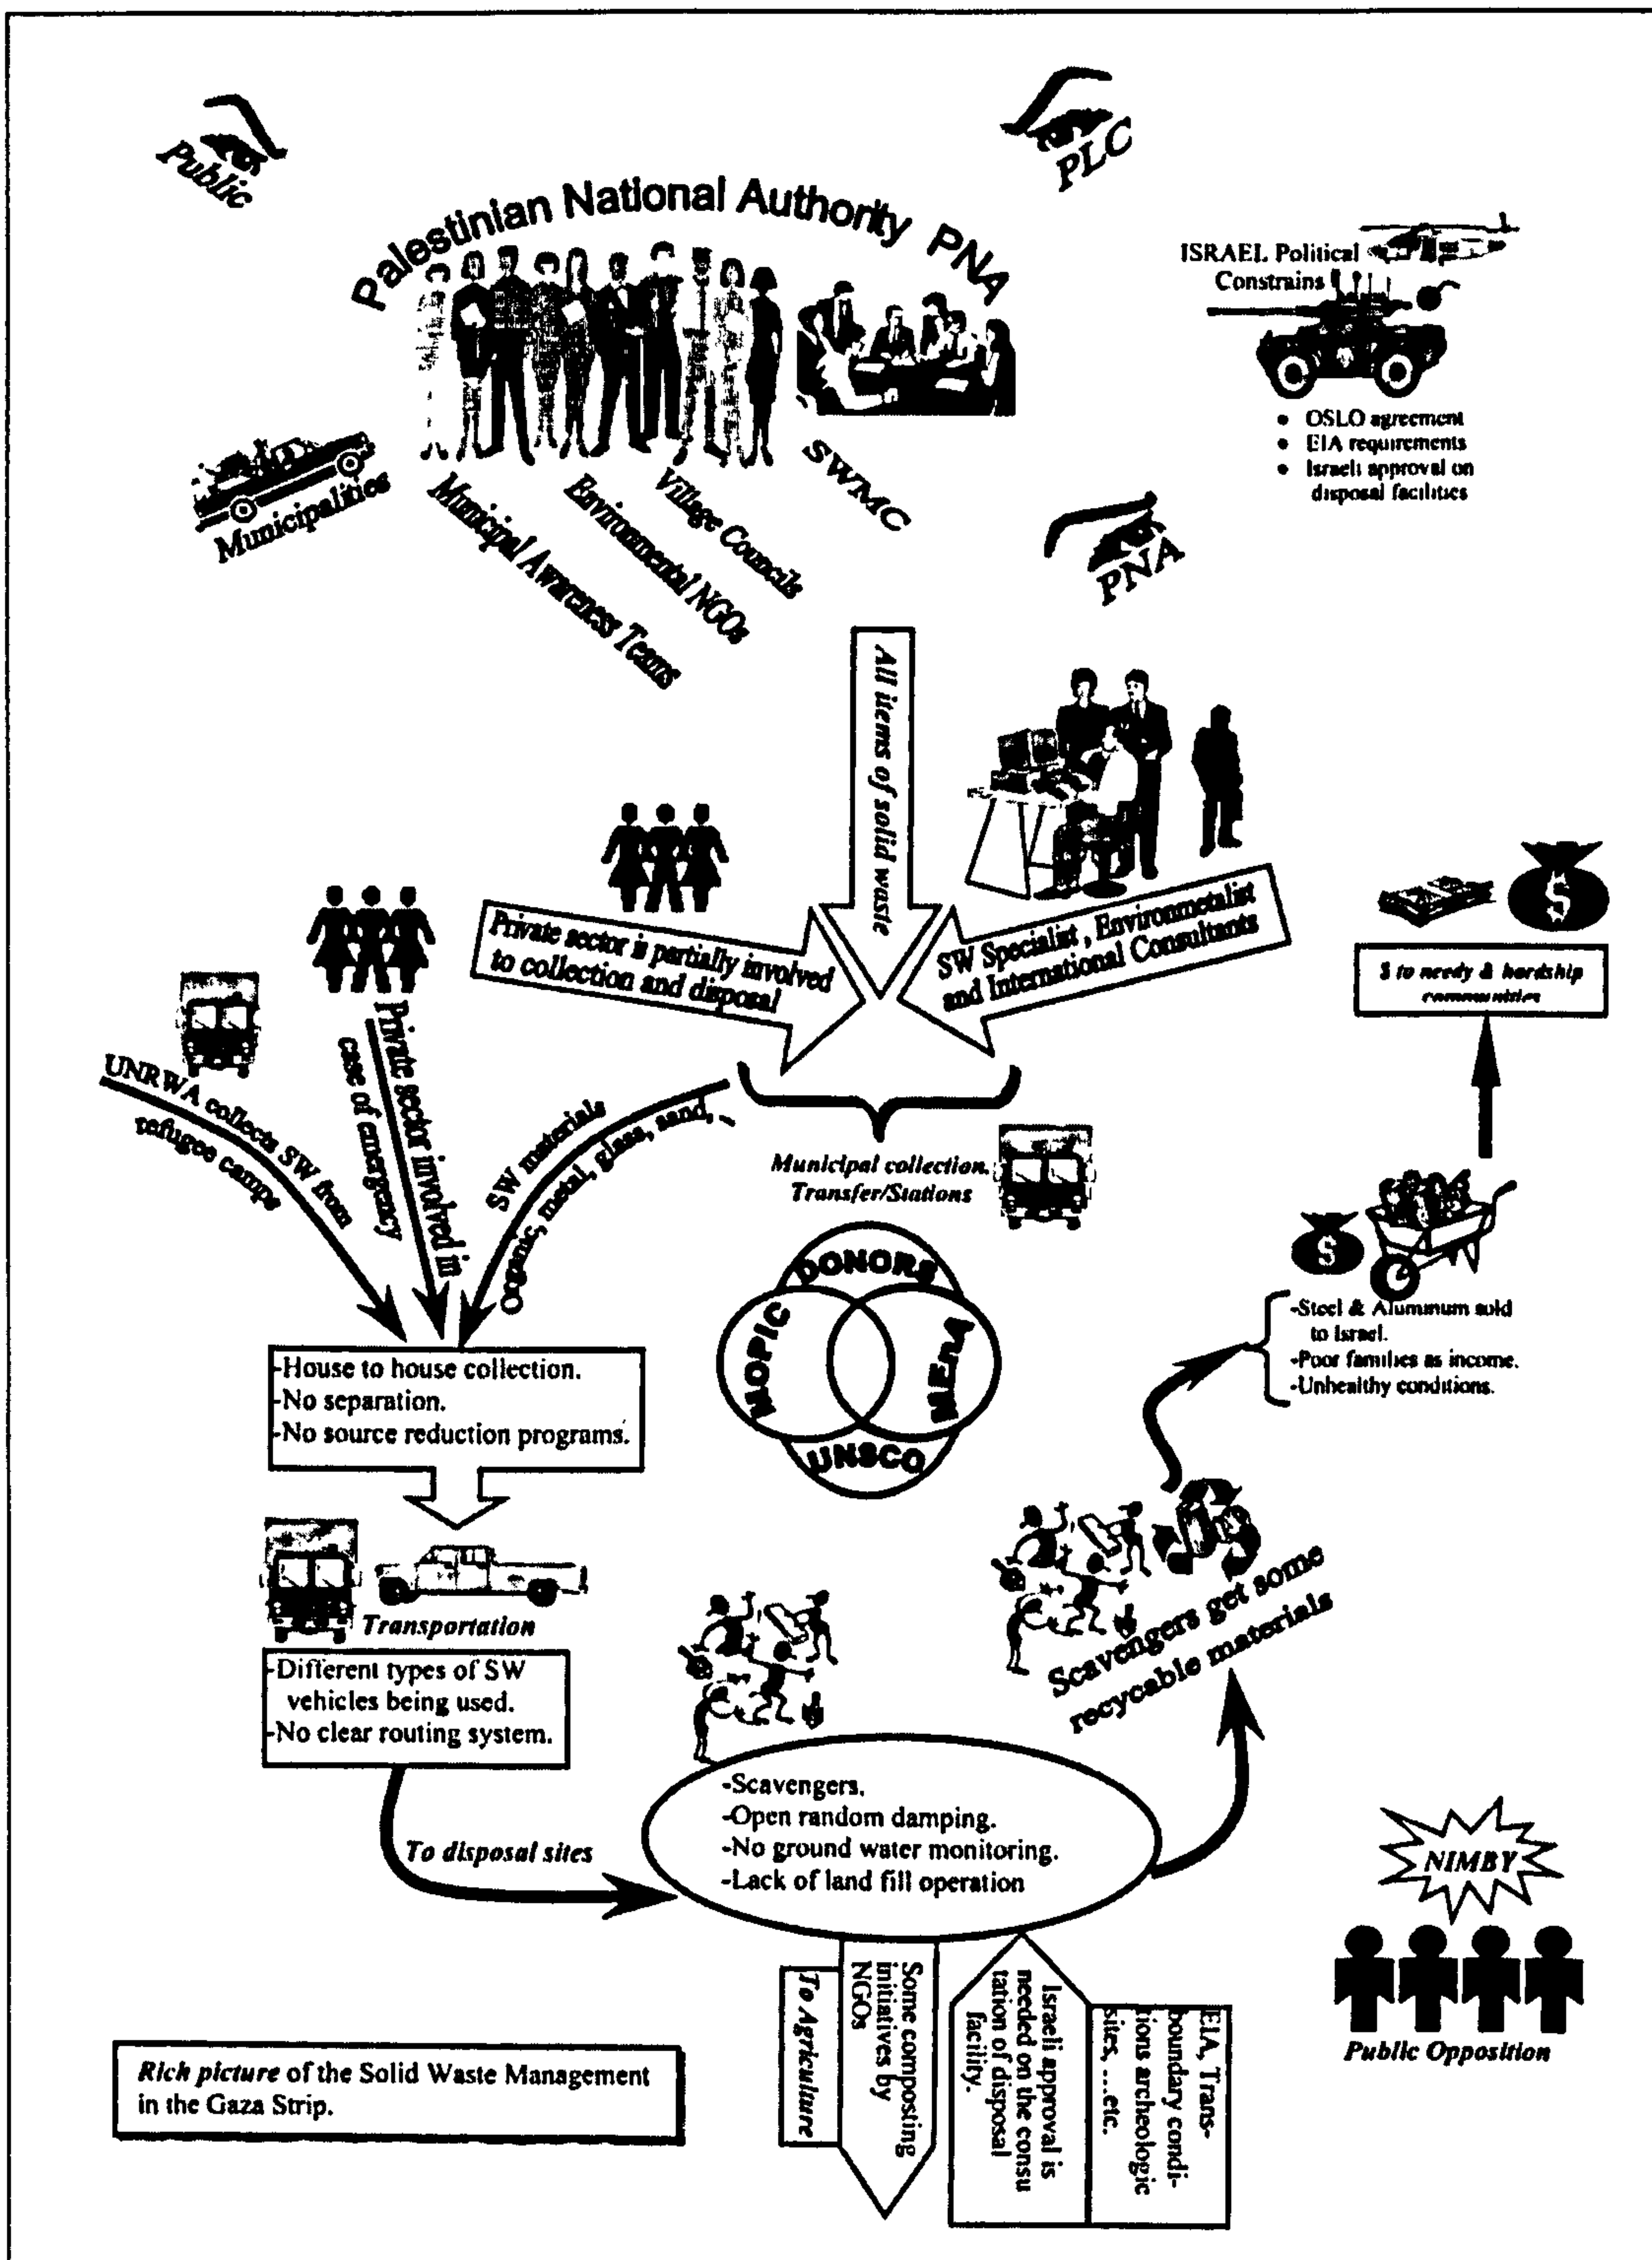 Public
PLC
Palestinian National Authority PNA
ISRAEL Political
Constrains
• OSLO agreement
• EIA requirements
• Israeli approval on
disposal facilities
Municipalities
Municipal Awareness Teams
Environmental NGOs
Village Councils
SWMC
PNA
All items of solid waste
Private sector is partially involved
to collection and disposal
SW Specialist , Environmetalist
and International Consultants
$
$ to needy & hardship
communities
UNRWA collects SW from
refugee camps
Private sector involved in
case of emergency
SW materials
Organic, metal, glass, sand,
Municipal collection.
Transfer/Stations
DONORS
MOPIC
MEnA
UNSCO
$
-Steel & Aluminum sold
to Israel.
-Poor families as income.
-Unhealthy conditions.
-House to house collection.
-No separation.
-No source reduction programs.
Transportation
-Different types of SW
vehicles being used.
-No clear routing system.
Scavengers get some
recycable materials
To disposal sites
-Scavengers.
-Open random damping.
-No ground water monitoring.
-Lack of land fill operation
NIMBY
Public Opposition
To Agriculture
Some composting
initiatives by
NGOs
Israeli approval is
needed on the consu
tation of disposal
facility.
EIA, Trans-
boundary condi-
tions archeologic
sites, ...etc.
Rich picture of the Solid Waste Management
in the Gaza Strip.